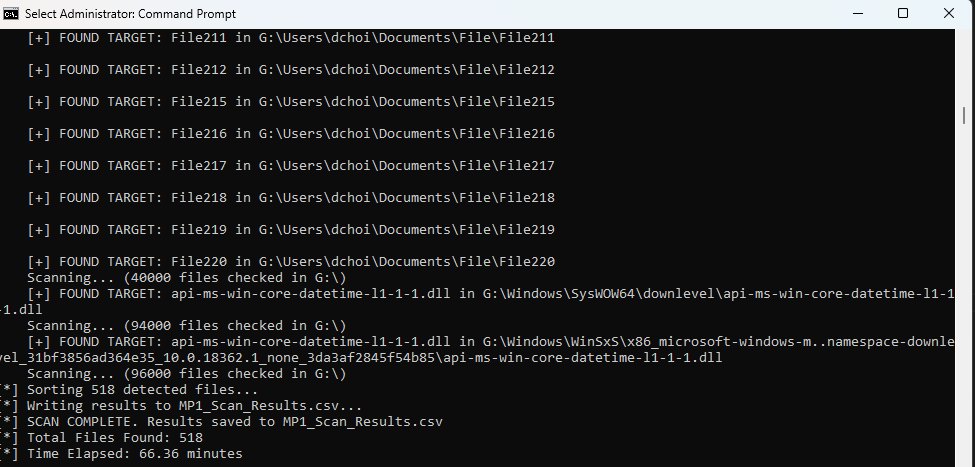 Select Administrator: Command Prompt
[+] FOUND TARGET: File211 in G:\Users\dchoi\Documents\File\File211
[+] FOUND TARGET: File212 in G:\Users\dchoi\Documents\File\File212
[+] FOUND TARGET: File215 in G:\Users\dchoi\Documents\File\File215
[+] FOUND TARGET: File216 in G:\Users\dchoi\Documents\File\File216
[+] FOUND TARGET: File217 in G:\Users\dchoi\Documents\File\File217
[+] FOUND TARGET: File218 in G:\Users\dchoi\Documents\File\File218
[+] FOUND TARGET: File219 in G:\Users\dchoi\Documents\File\File219
[+] FOUND TARGET: File220 in G:\Users\dchoi\Documents\File\File220
Scanning... (40000 files checked in G:\)
[+] FOUND TARGET: api-ms-win-core-datetime-l1-1-1.dll in G:\Windows\SysWOW64\downlevel\api-ms-win-core-datetime-l1-1
-1.dll
Scanning... (94000 files checked in G:\)
[+] FOUND TARGET: api-ms-win-core-datetime-l1-1-1.dll in G:\Windows\WinSxS\x86_microsoft-windows-m..namespace-downle
vel_31bf3856ad364e35_10.0.18362.1_none_3da3af2845f54b85\api-ms-win-core-datetime-l1-1-1.dll
Scanning... (96000 files checked in G:\)
[*] Sorting 518 detected files...
[*] Writing results to MP1_Scan_Results.csv...
[*] SCAN COMPLETE. Results saved to MP1_Scan_Results.csv
[*] Total Files Found: 518
[*] Time Elapsed: 66.36 minutes